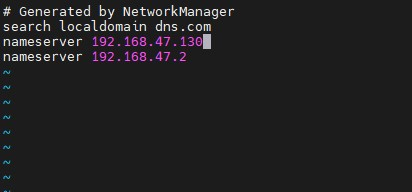 # Generated by NetworkManager
search localdomain dns.com
nameserver 192.168.47.130
nameserver 192.168.47.2
~
~
~
~
~
~
~
~